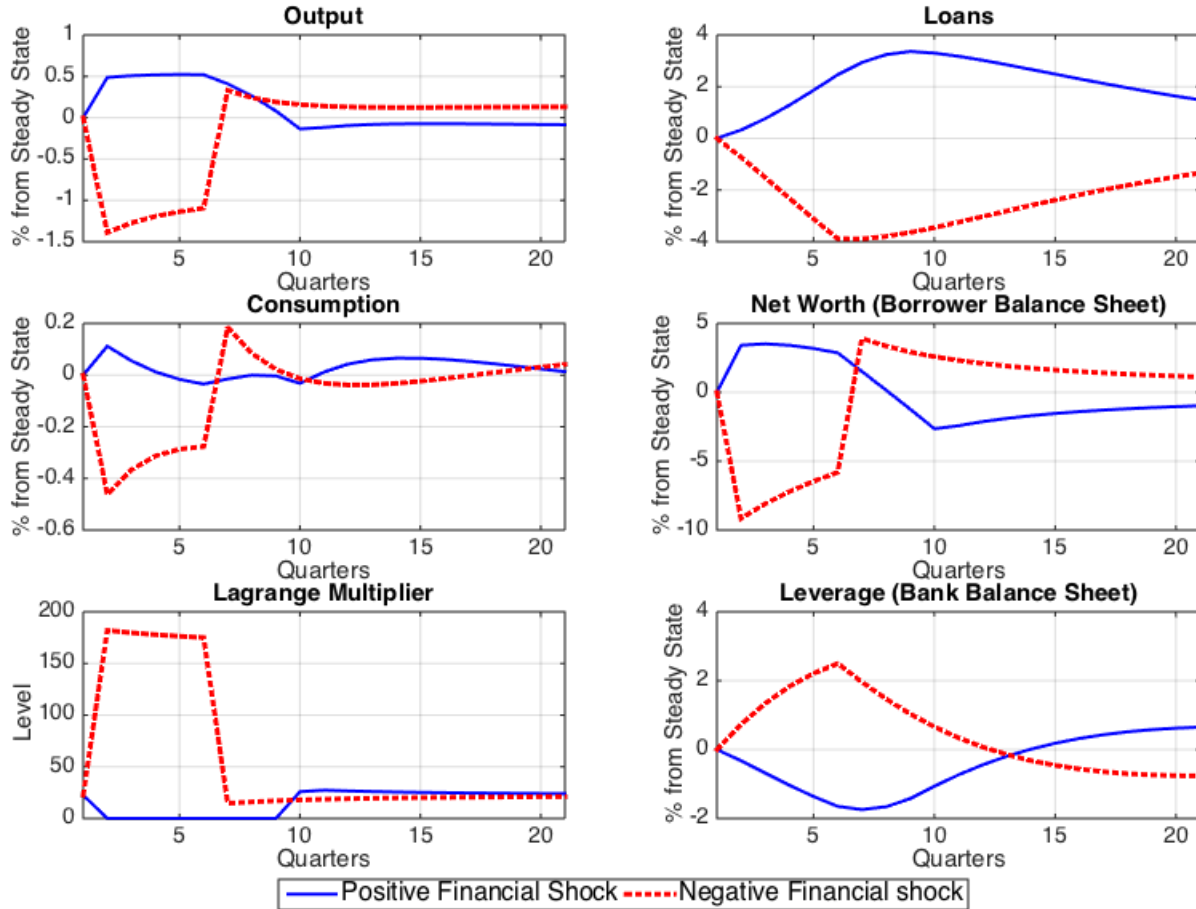 Output
% from Steady State
1
0.5
0
-0.5
-1
-1.5
5
10
15
20
Quarters
Loans
% from Steady State
4
2
0
-2
-4
5
10
15
20
Quarters
Consumption
% from Steady State
0.2
0
-0.2
-0.4
-0.6
5
10
15
20
Quarters
Net Worth (Borrower Balance Sheet)
% from Steady State
5
0
-5
-10
5
10
15
20
Quarters
Lagrange Multiplier
Level
200
150
100
50
0
5
10
15
20
Quarters
Leverage (Bank Balance Sheet)
% from Steady State
4
2
0
-2
5
10
15
20
Quarters
Positive Financial Shock
Negative Financial shock